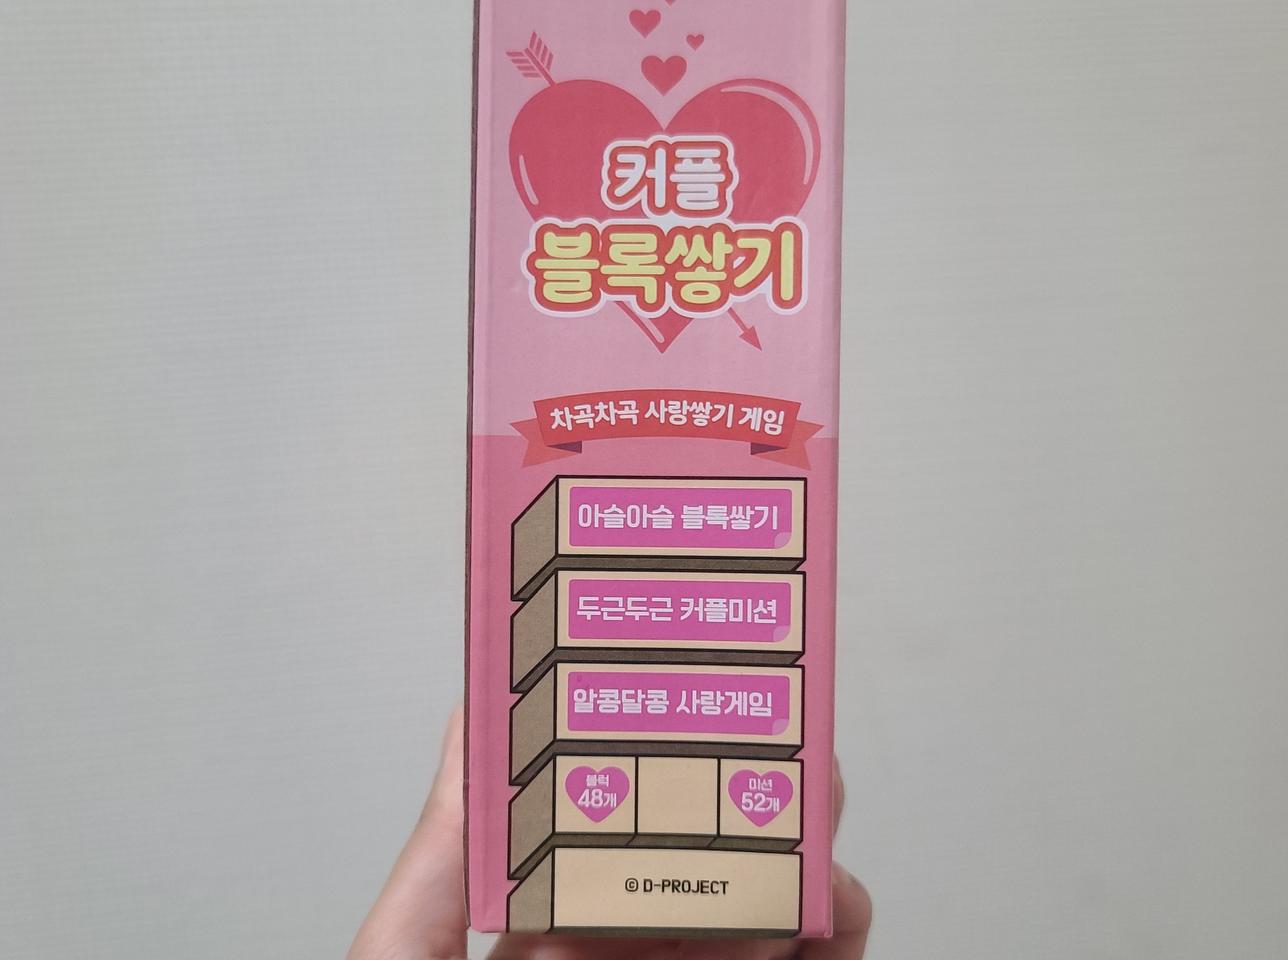 커플
블록쌓기
차곡차곡 사랑쌓기 게임
아슬아슬 블록쌓기
두근두근 커플미션
알콩달콩 사랑게임
블럭
48개
미션
52개
© D-PROJECT